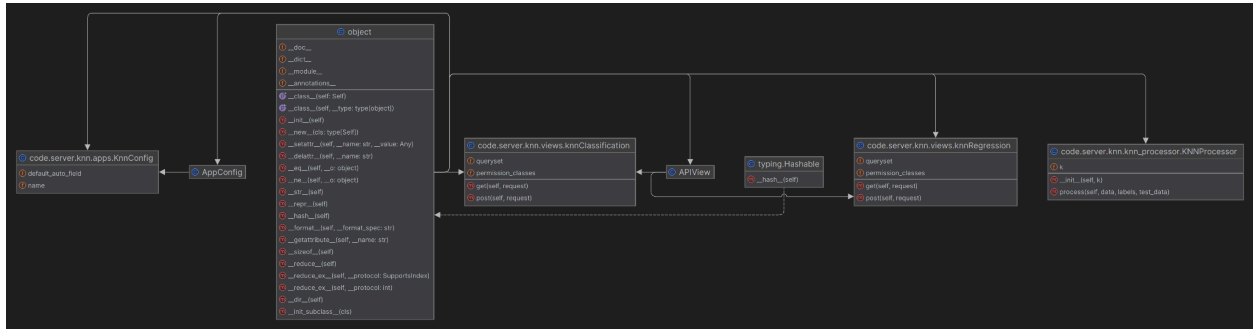 object
__doc__
__dict__
__module__
__annotations__
__class__(self: Self)
__class__(self, __type: type[object])
__init__(self)
__new__(cls: type[Self])
__setattr__(self, __name: str, __value: Any)
__delattr__(self, __name: str)
__eq__(self, __o: object)
__ne__(self, __o: object)
__str__(self)
__repr__(self)
__hash__(self)
__format__(self, __format_spec: str)
__getattribute__(self, __name: str)
__sizeof__(self)
__reduce__(self)
__reduce_ex__(self, __protocol: SupportsIndex)
__reduce_ex__(self, __protocol: int)
__dir__(self)
__init_subclass__(cls)
code.server.knn.apps.KnnConfig
default_auto_field
name
AppConfig
code.server.knn.views.knnClassification
queryset
permission_classes
get(self, request)
post(self, request)
APIView
typing.Hashable
__hash__(self)
code.server.knn.views.knnRegression
queryset
permission_classes
get(self, request)
post(self, request)
code.server.knn.knn_processor.KNNProcessor
k
__init__(self, k)
process(self, data, labels, test_data)